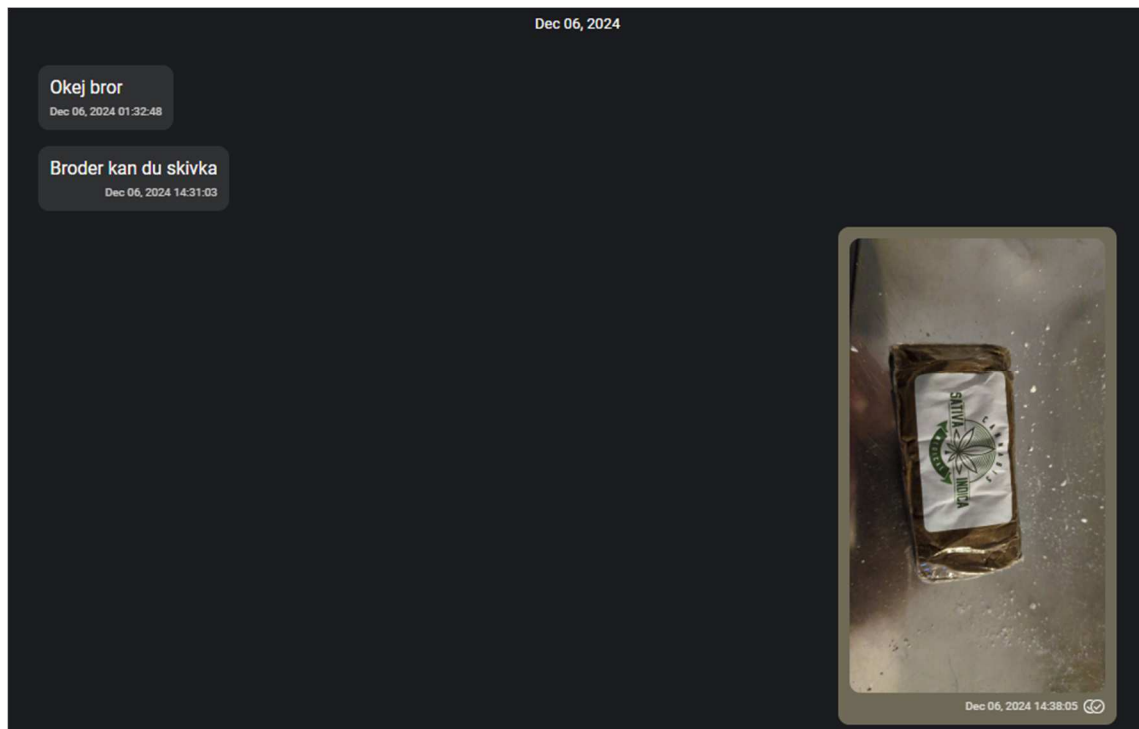 Dec 06, 2024
Okej bror
Dec 06, 2024 01:32:48
Broder kan du skivka
Dec 06, 2024 14:31:03
CANNABIS
SATIVA INDICA
Dec 06, 2024 14:38:05